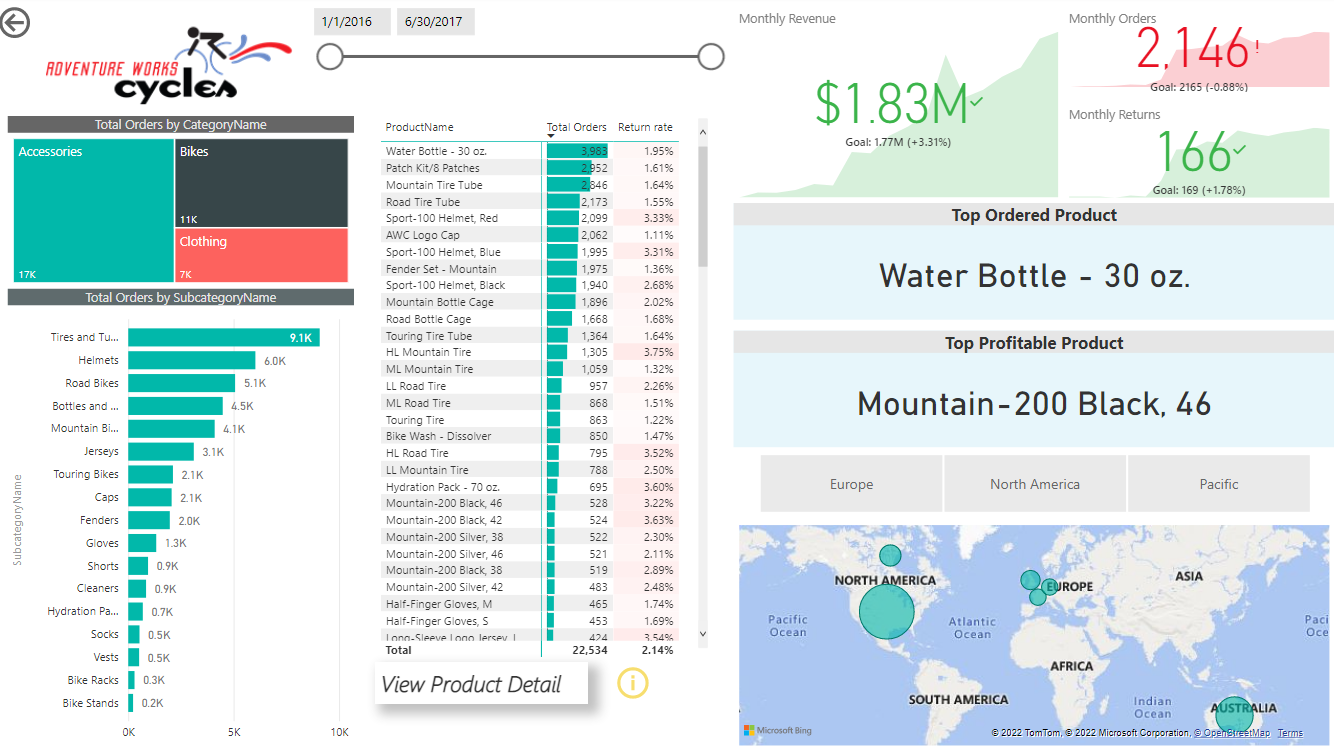 1/1/2016
6/30/2017
ADVENTURE WORKS
cycles
Total Orders by CategoryName
Accessories
17K
Bikes
11K
Clothing
7K
Total Orders by SubcategoryName
SubcategoryName
Tires and Tu... 9.1K
Helmets 6.0K
Road Bikes 5.1K
Bottles and ... 4.5K
Mountain Bi... 4.1K
Jerseys 3.1K
Touring Bikes 2.1K
Caps 2.1K
Fenders 2.0K
Gloves 1.3K
Shorts 0.9K
Cleaners 0.9K
Hydration Pa... 0.7K
Socks 0.5K
Vests 0.5K
Bike Racks 0.3K
Bike Stands 0.2K
0K 5K 10K
ProductName Total Orders Return rate
Water Bottle - 30 oz. 3,983 1.95%
Patch Kit/8 Patches 2,952 1.61%
Mountain Tire Tube 2,846 1.64%
Road Tire Tube 2,173 1.55%
Sport-100 Helmet, Red 2,099 3.33%
AWC Logo Cap 2,062 1.11%
Sport-100 Helmet, Blue 1,995 3.31%
Fender Set - Mountain 1,975 1.36%
Sport-100 Helmet, Black 1,940 2.68%
Mountain Bottle Cage 1,896 2.02%
Road Bottle Cage 1,668 1.68%
Touring Tire Tube 1,364 1.64%
HL Mountain Tire 1,305 3.75%
ML Mountain Tire 1,059 1.32%
LL Road Tire 957 2.26%
ML Road Tire 868 1.51%
Touring Tire 863 1.22%
Bike Wash - Dissolver 850 1.47%
HL Road Tire 795 3.52%
LL Mountain Tire 788 2.50%
Hydration Pack - 70 oz. 695 3.60%
Mountain-200 Black, 46 528 3.22%
Mountain-200 Black, 42 524 3.63%
Mountain-200 Silver, 38 522 2.30%
Mountain-200 Silver, 46 521 2.11%
Mountain-200 Black, 38 519 2.89%
Mountain-200 Silver, 42 483 2.48%
Half-Finger Gloves, M 465 1.74%
Half-Finger Gloves, S 453 1.69%
Long-Sleeve Logo Jersey, L 424 3.54%
Total 22,534 2.14%
View Product Detail
i
Monthly Revenue
$1.83M
Goal: 1.77M (+3.31%)
Monthly Orders
2,146!
Goal: 2165 (-0.88%)
Monthly Returns
166
Goal: 169 (+1.78%)
Top Ordered Product
Water Bottle - 30 oz.
Top Profitable Product
Mountain-200 Black, 46
Europe
North America
Pacific
NORTH AMERICA
EUROPE
ASIA
Pacific
Ocean
Atlantic
Ocean
Paci
Oce
AFRICA
SOUTH AMERICA
Indian
Ocean
AUSTRALIA
Microsoft Bing
© 2022 TomTom, © 2022 Microsoft Corporation, © OpenStreetMap Terms